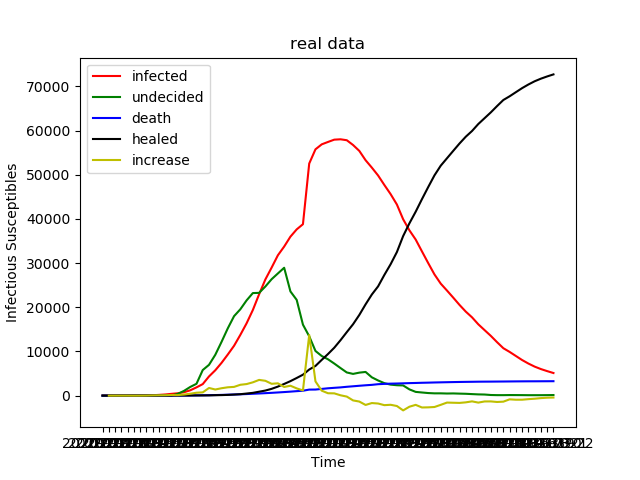 real data
infected
undecided
death
healed
increase
70000
60000
50000
40000
30000
20000
10000
0
Infectious Susceptibles
Time